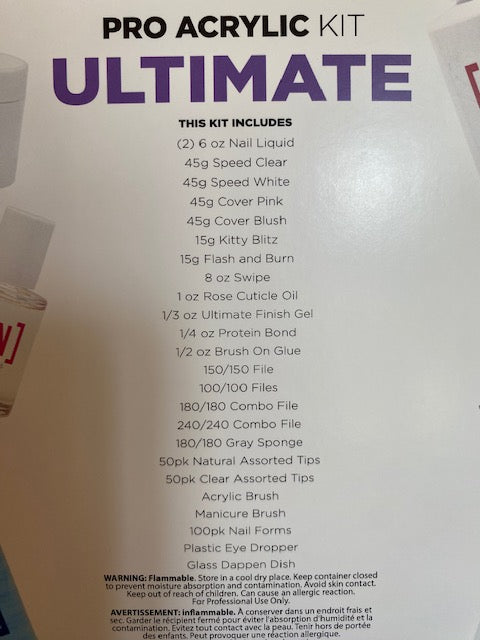 PRO ACRYLIC KIT
ULTIMATE
THIS KIT INCLUDES
(2) 6 oz Nail Liquid
45g Speed Clear
45g Speed White
45g Cover Pink
45g Cover Blush
15g Kitty Blitz
15g Flash and Burn
8 oz Swipe
1 oz Rose Cuticle Oil
1/3 oz Ultimate Finish Gel
1/4 oz Protein Bond
1/2 oz Brush On Glue
150/150 File
100/100 Files
180/180 Combo File
240/240 Combo File
180/180 Gray Sponge
50pk Natural Assorted Tips
50pk Clear Assorted Tips
Acrylic Brush
Manicure Brush
100pk Nail Forms
Plastic Eye Dropper
Glass Dappen Dish
WARNING: Flammable. Store in a cool dry place. Keep container closed
to prevent moisture absorption and contamination. Avoid skin contact.
Keep out of reach of children. Can cause an allergic reaction.
For Professional Use Only.
AVERTISSEMENT: inflammable. À conserver dans un endroit frais et
sec. Garder le récipient fermé pour éviter l'absorption d'humidité et la
contamination. Évitez tout contact avec la peau. Tenir hors de portée
des enfants. Peut provoquer une réaction allergique.
N]